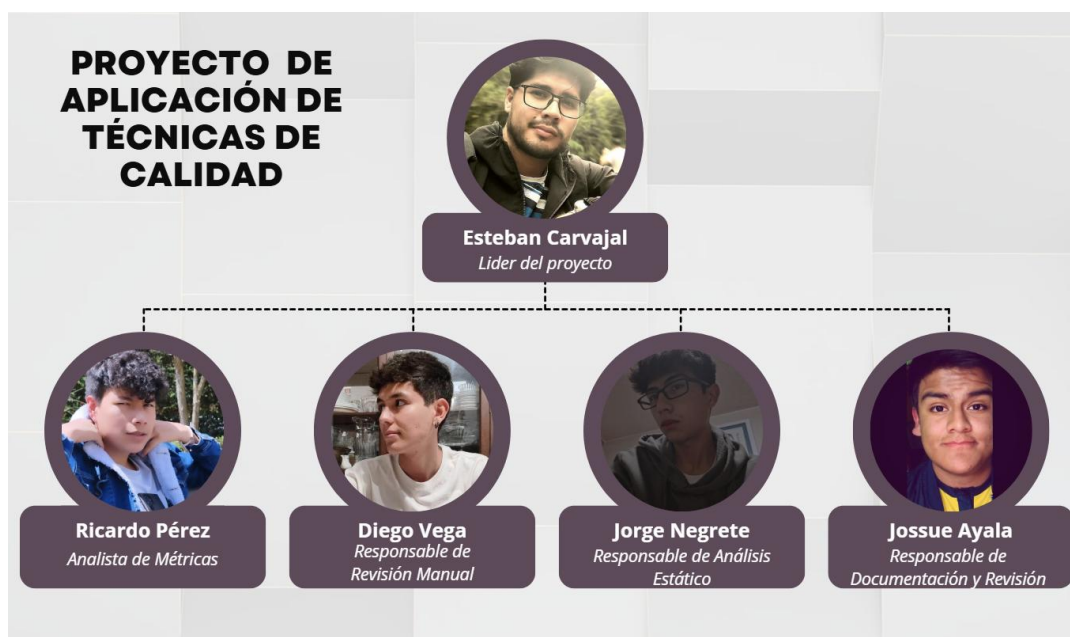 PROYECTO DE
APLICACIÓN DE
TÉCNICAS DE
CALIDAD
Esteban Carvajal
Lider del proyecto
Ricardo Pérez
Analista de Métricas
Diego Vega
Responsable de
Revisión Manual
Jorge Negrete
Responsable de Análisis
Estático
Jossue Ayala
Responsable de
Documentación y Revisión